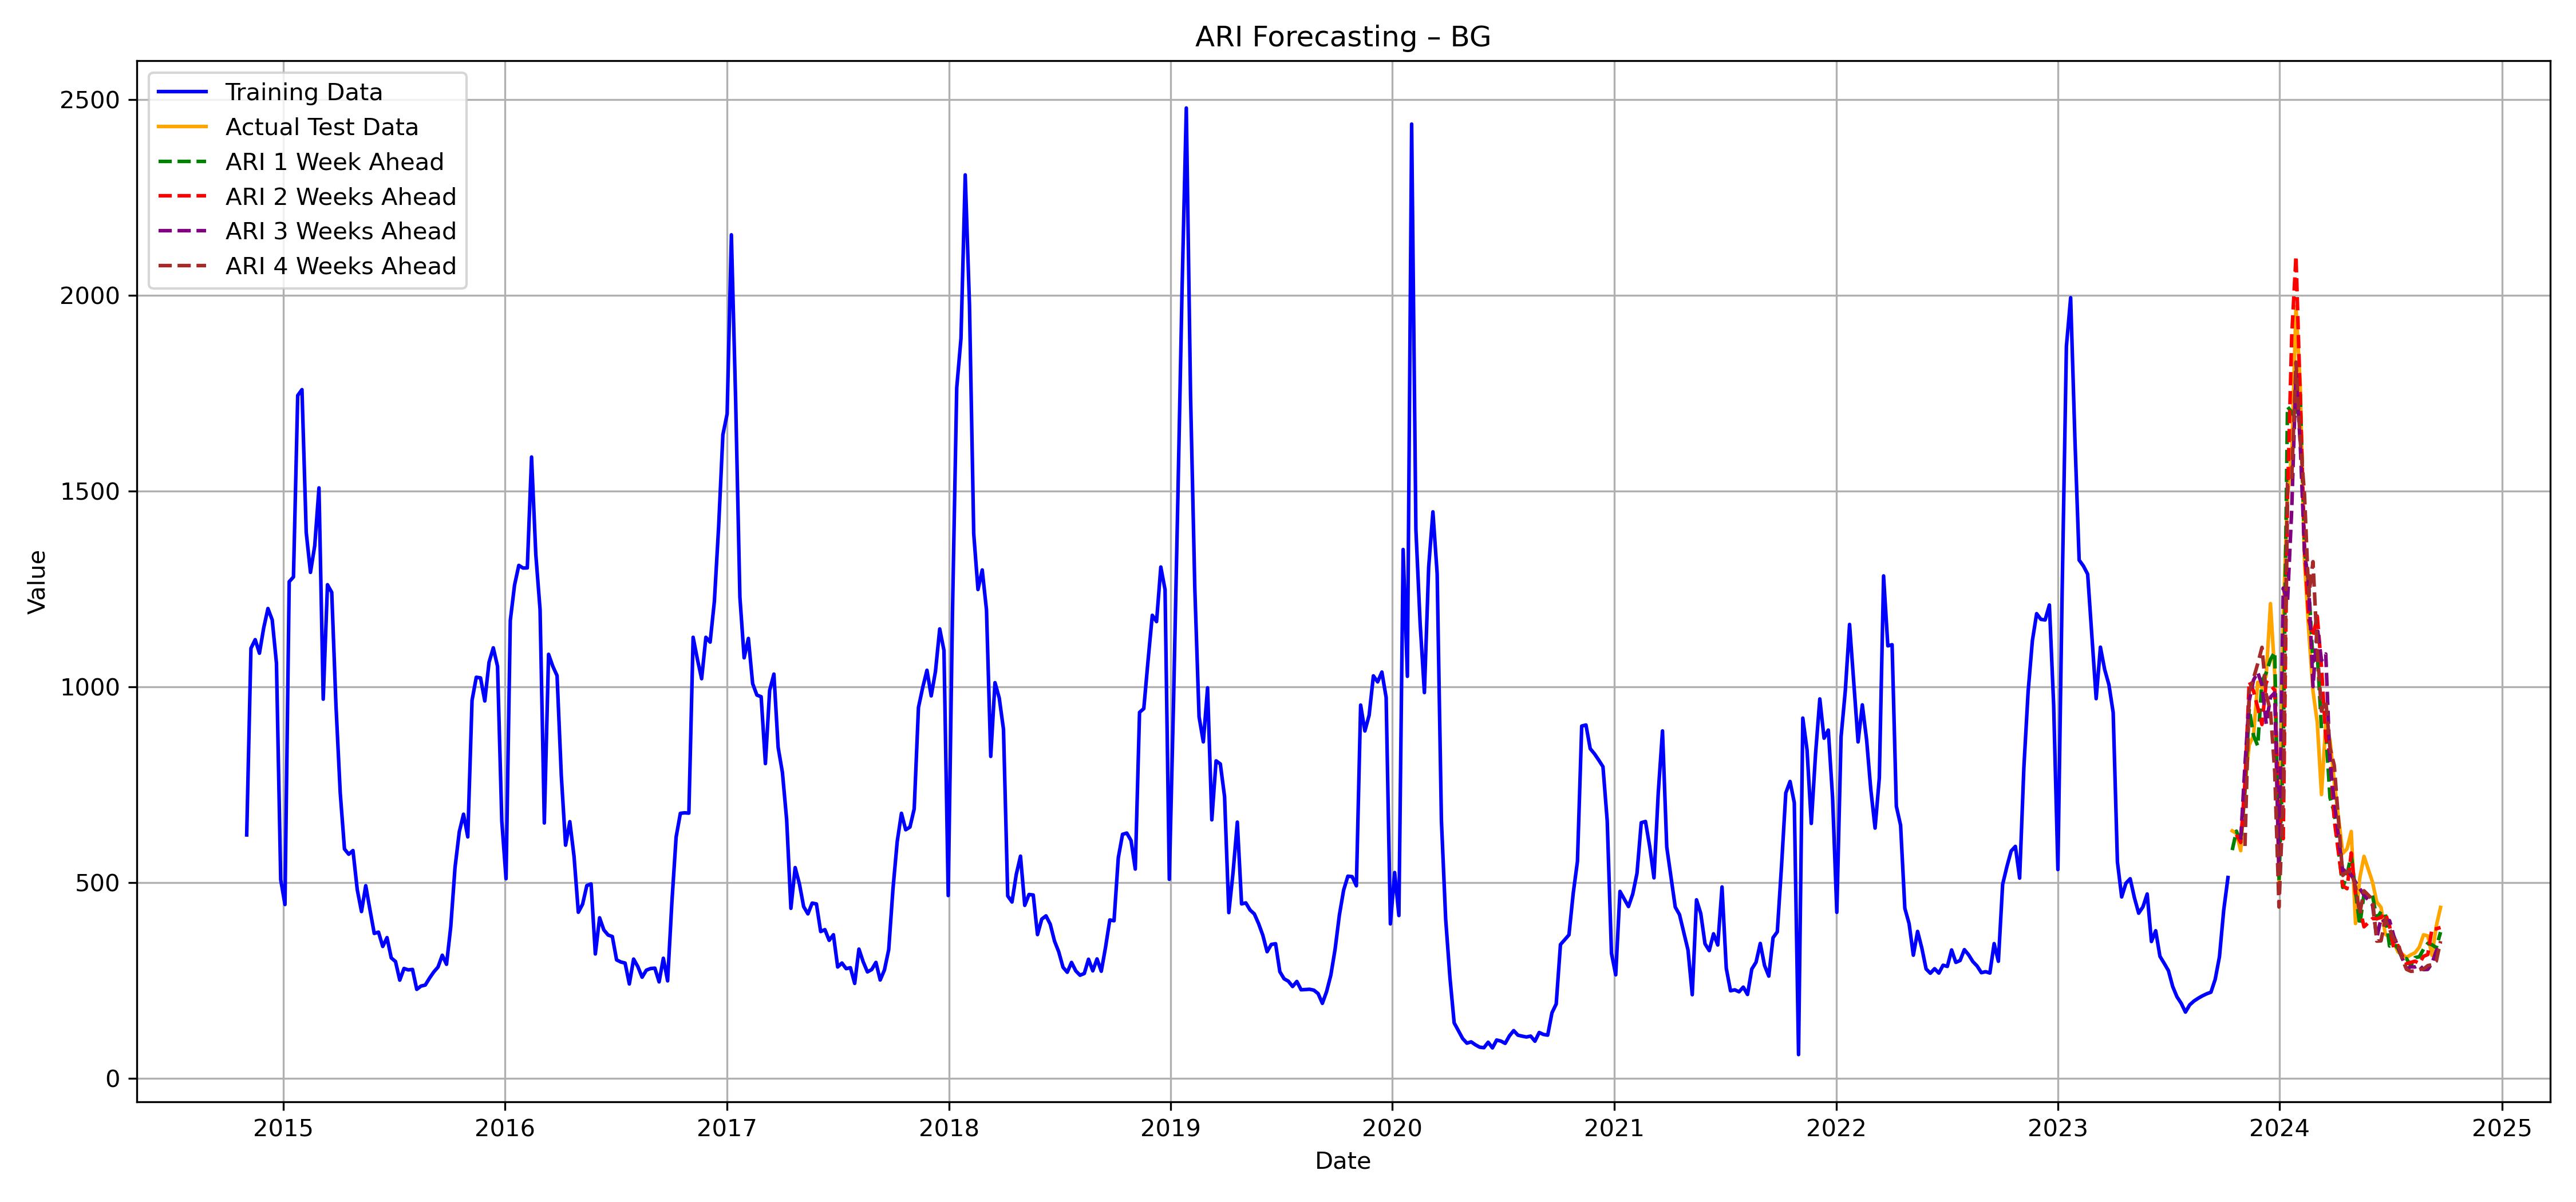 ARI Forecasting – BG
Training Data
Actual Test Data
ARI 1 Week Ahead
ARI 2 Weeks Ahead
ARI 3 Weeks Ahead
ARI 4 Weeks Ahead
2500
2000
1500
1000
500
0
Value
2015 2016 2017 2018 2019 2020 2021 2022 2023 2024 2025
Date